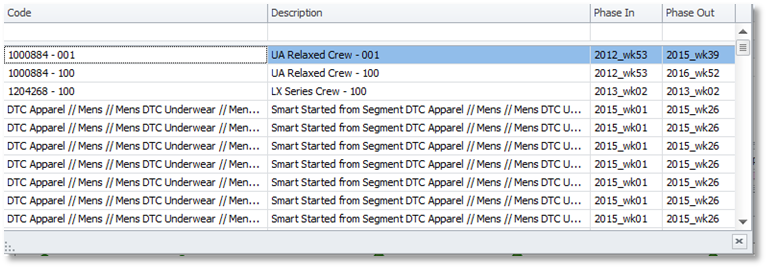 Code Description Phase In Phase Out
1000884 - 001 UA Relaxed Crew - 001 2012_wk53 2015_wk39
1000884 - 100 UA Relaxed Crew - 100 2012_wk53 2016_wk52
1204268 - 100 LX Series Crew - 100 2013_wk02 2013_wk02
DTC Apparel // Mens // Mens DTC Underwear // Men... Smart Started from Segment DTC Apparel // Mens // Mens DTC U... 2015_wk01 2015_wk26
DTC Apparel // Mens // Mens DTC Underwear // Men... Smart Started from Segment DTC Apparel // Mens // Mens DTC U... 2015_wk01 2015_wk26
DTC Apparel // Mens // Mens DTC Underwear // Men... Smart Started from Segment DTC Apparel // Mens // Mens DTC U... 2015_wk01 2015_wk26
DTC Apparel // Mens // Mens DTC Underwear // Men... Smart Started from Segment DTC Apparel // Mens // Mens DTC U... 2015_wk01 2015_wk26
DTC Apparel // Mens // Mens DTC Underwear // Men... Smart Started from Segment DTC Apparel // Mens // Mens DTC U... 2015_wk01 2015_wk26
DTC Apparel // Mens // Mens DTC Underwear // Men... Smart Started from Segment DTC Apparel // Mens // Mens DTC U... 2015_wk01 2015_wk26
DTC Apparel // Mens // Mens DTC Underwear // Men... Smart Started from Segment DTC Apparel // Mens // Mens DTC U... 2015_wk01 2015_wk26